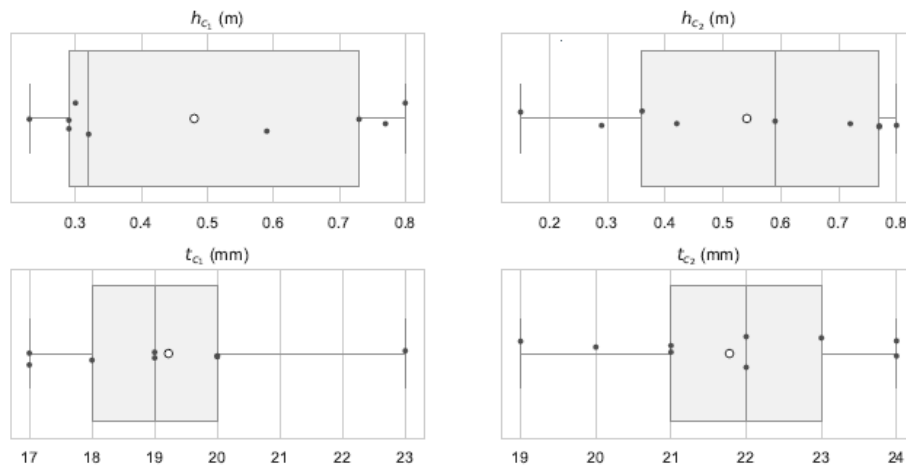 h_{c_1} (m) h_{c_2} (m)
0.3 0.4 0.5 0.6 0.7 0.8 0.2 0.3 0.4 0.5 0.6 0.7 0.8
t_{c_1} (mm) t_{c_2} (mm)
17 18 19 20 21 22 23 19 20 21 22 23 24